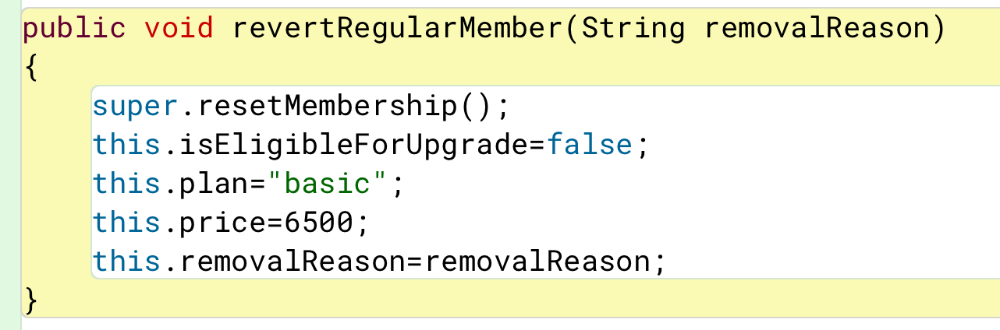 public void revertRegularMember(String removalReason)
{
super.resetMembership();
this.isEligibleForUpgrade=false;
this.plan="basic";
this.price=6500;
this.removalReason=removalReason;
}